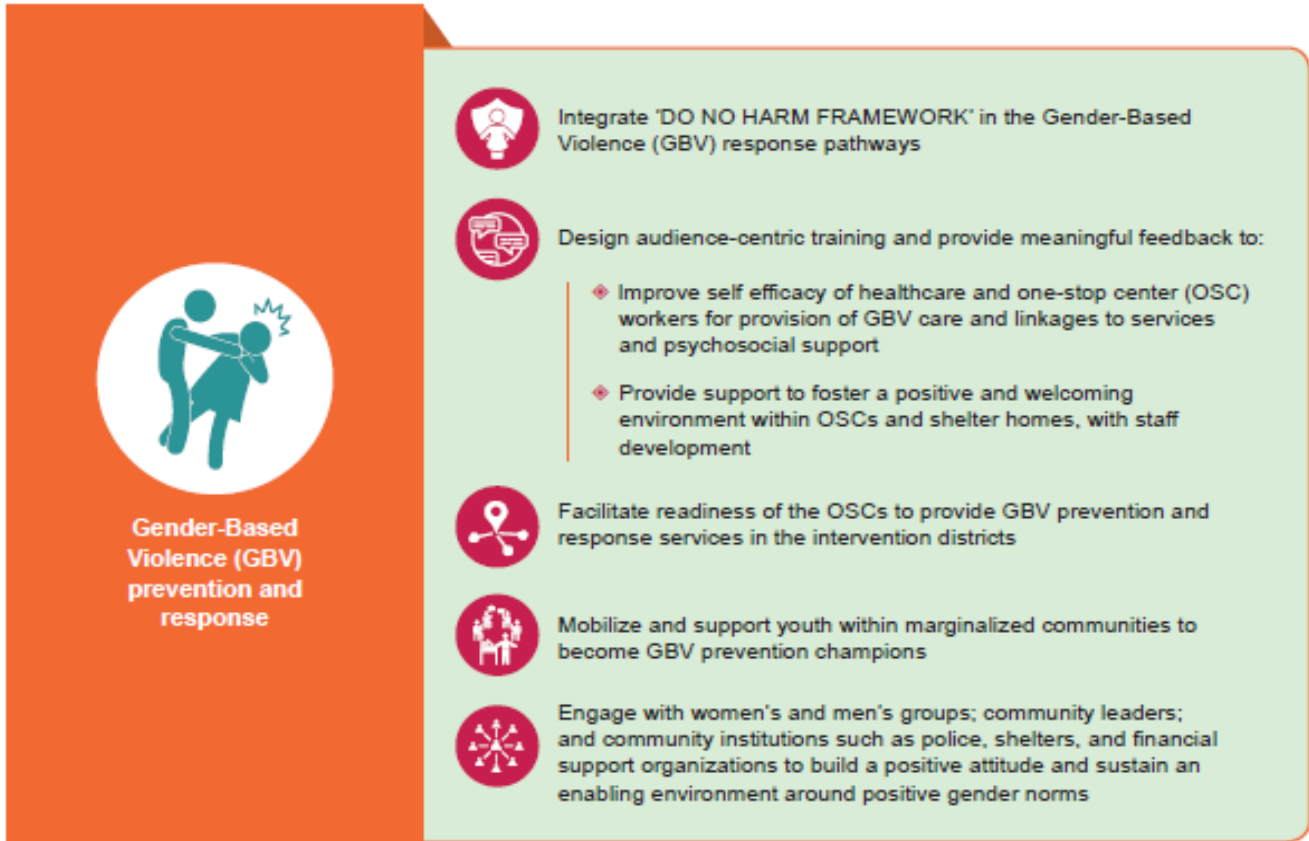 Gender-Based
Violence (GBV)
prevention and
response
Integrate "DO NO HARM FRAMEWORK" in the Gender-Based
Violence (GBV) response pathways
Design audience-centric training and provide meaningful feedback to:
Improve self efficacy of healthcare and one-stop center (OSC)
workers for provision of GBV care and linkages to services
and psychosocial support
Provide support to foster a positive and welcoming
environment within OSCs and shelter homes, with staff
development
Facilitate readiness of the OSCs to provide GBV prevention and
response services in the intervention districts
Mobilize and support youth within marginalized communities to
become GBV prevention champions
Engage with women's and men's groups; community leaders;
and community institutions such as police, shelters, and financial
support organizations to build a positive attitude and sustain an
enabling environment around positive gender norms